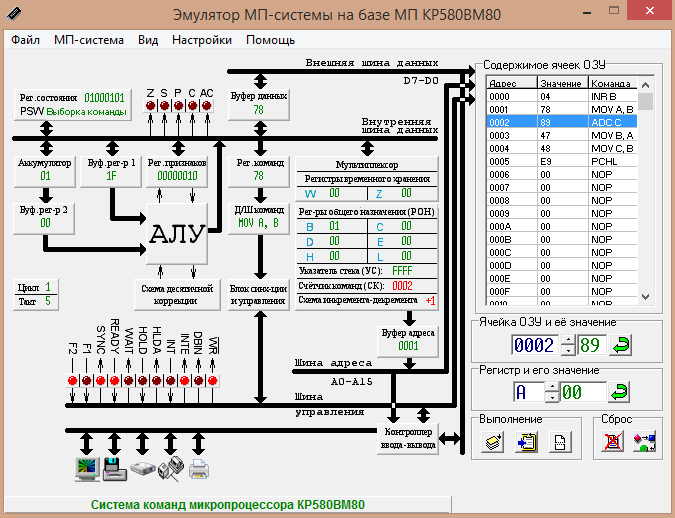 Эмулятор МП-системы на базе МП КР580ВМ80
Файл МП-система Вид Настройки Помощь
Внешняя шина данных
D7-D0
Рег.состояния 01000101
PSW Выборка команды
Z S P C AC
Буфер данных
78
Внутренняя
шина данных
Аккумулятор
01
Буф.рег-р 1
1F
Рег.признаков
00000010
Рег.команд
78
Мультиплексор
Регистры временного хранения
W 00 Z 00
Буф.рег-р 2
00
АЛУ
Д/Ш команд
MOV A, B
Рег-ры общего назначения (РОН)
B 01 C 00
D 00 E 00
H 00 L 00
Указатель стека (УС): FFFF
Счётчик команд (СК): 0002
Схема инкремента-декремента +1
Цикл 1
Такт 5
Схема десятичной
коррекции
Блок синх-ции
и управления
Буфер адреса
0001
F2 F1 SYNC READY WAIT HOLD HLDA INT INTE DBIN WR
Шина адреса
A0-A15
Шина
управления
Контроллер
ввода-вывода
Содержимое ячеек ОЗУ
Адрес Значение Команда
0000 04 INR B
0001 78 MOV A, B
0002 89 ADC C
0003 47 MOV B, A
0004 48 MOV C, B
0005 E9 PCHL
0006 00 NOP
0007 00 NOP
0008 00 NOP
0009 00 NOP
000A 00 NOP
000B 00 NOP
000C 00 NOP
000D 00 NOP
000E 00 NOP
000F 00 NOP
0010 00 NOP
Ячейка ОЗУ и её значение
0002 89
Регистр и его значение
A 00
Выполнение
Сброс
Система команд микропроцессора КР580ВМ80